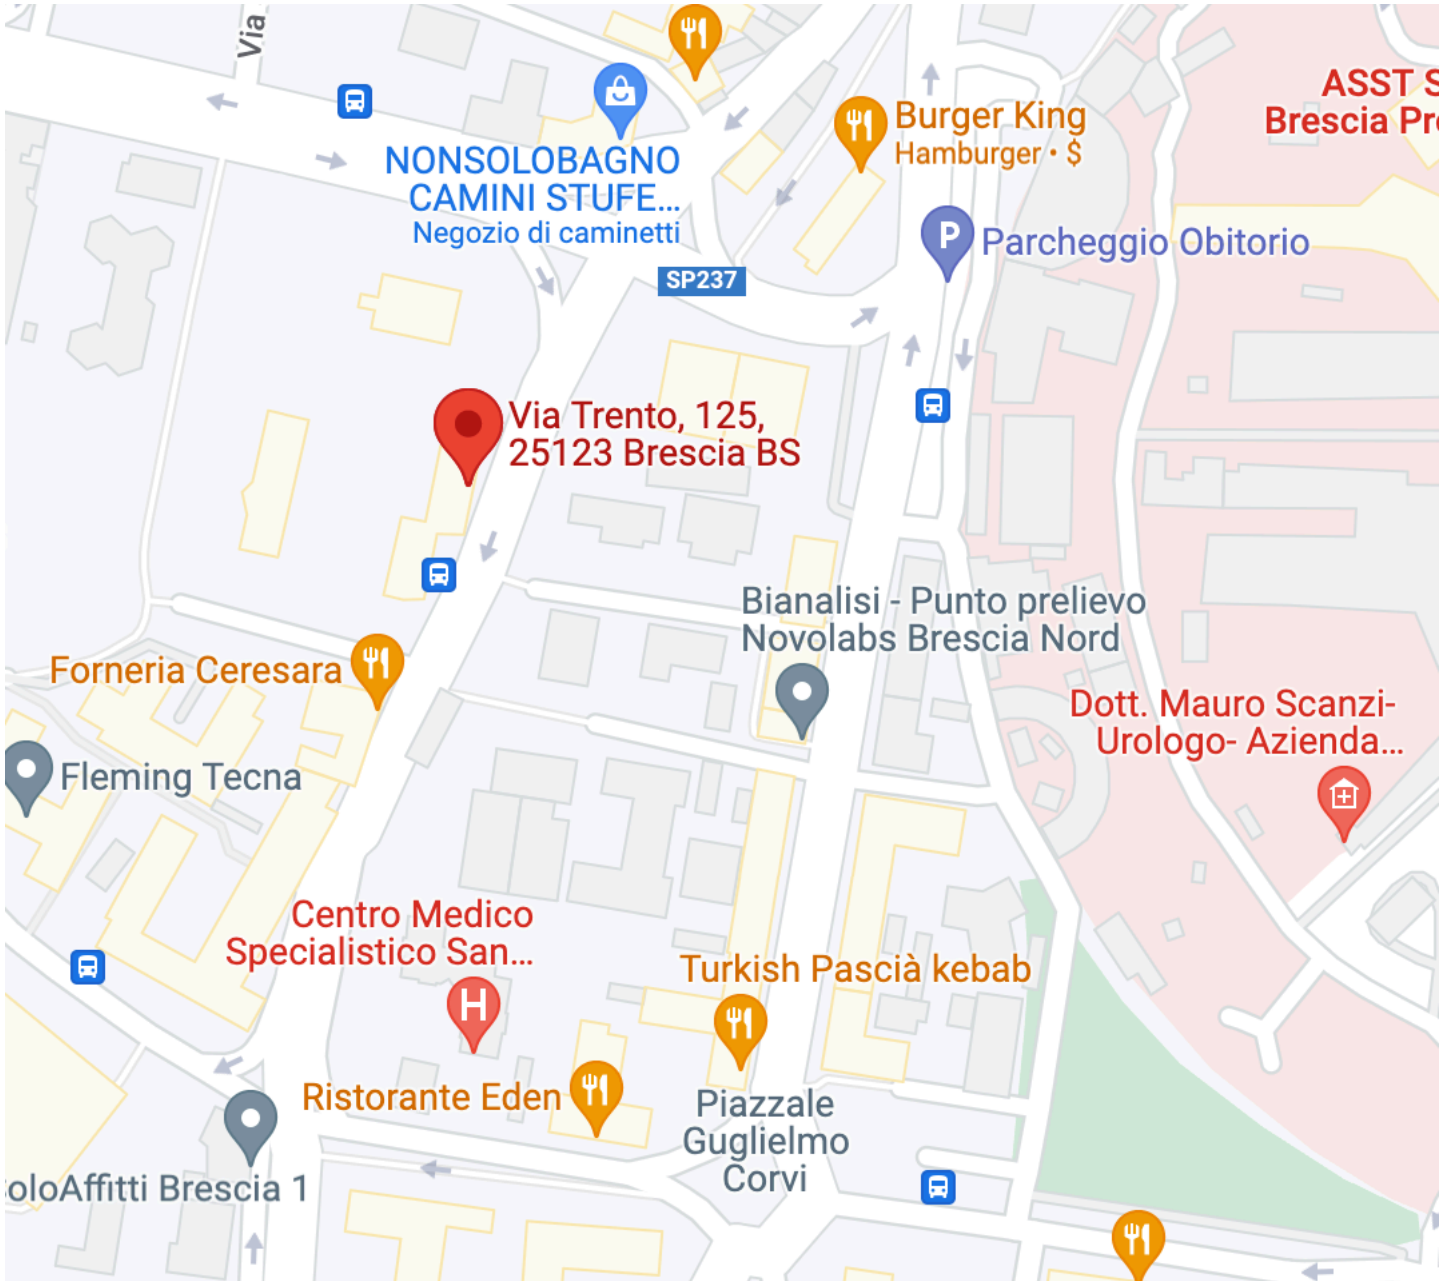 Via
ASST S
Brescia Pr
Burger King
Hamburger • $
NONSOLOBAGNO
CAMINI STUFE...
Negozio di caminetti
P
Parcheggio Obitorio
SP237
Via Trento, 125,
25123 Brescia BS
Bianalisi - Punto prelievo
Novolabs Brescia Nord
Forneria Ceresara
Dott. Mauro Scanzi-
Urologo- Azienda...
Fleming Tecna
Centro Medico
Specialistico San...
H
Turkish Pascià kebab
Ristorante Eden
Piazzale
Guglielmo
Corvi
oloAffitti Brescia 1